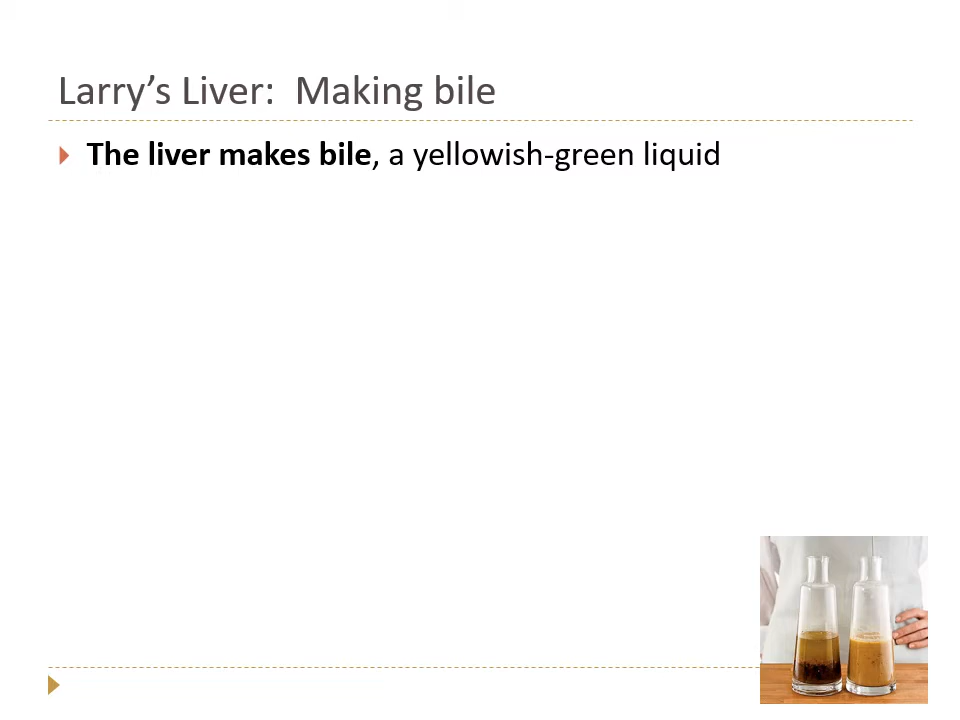 Larry’s Liver:  Making bile
The liver makes bile, a yellowish-green liquid